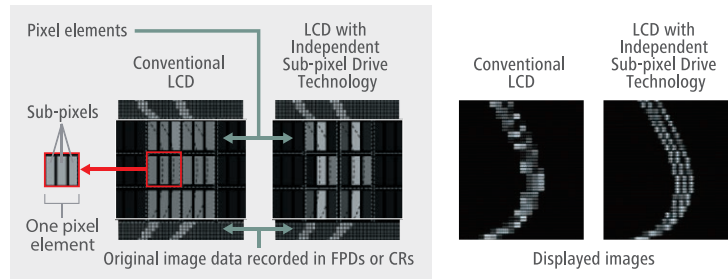 Pixel elements
Conventional
LCD
LCD with
Independent
Sub-pixel Drive
Technology
Sub-pixels
One pixel
element
Original image data recorded in FPDs or CRs
Conventional
LCD
LCD with
Independent
Sub-pixel Drive
Technology
Displayed images